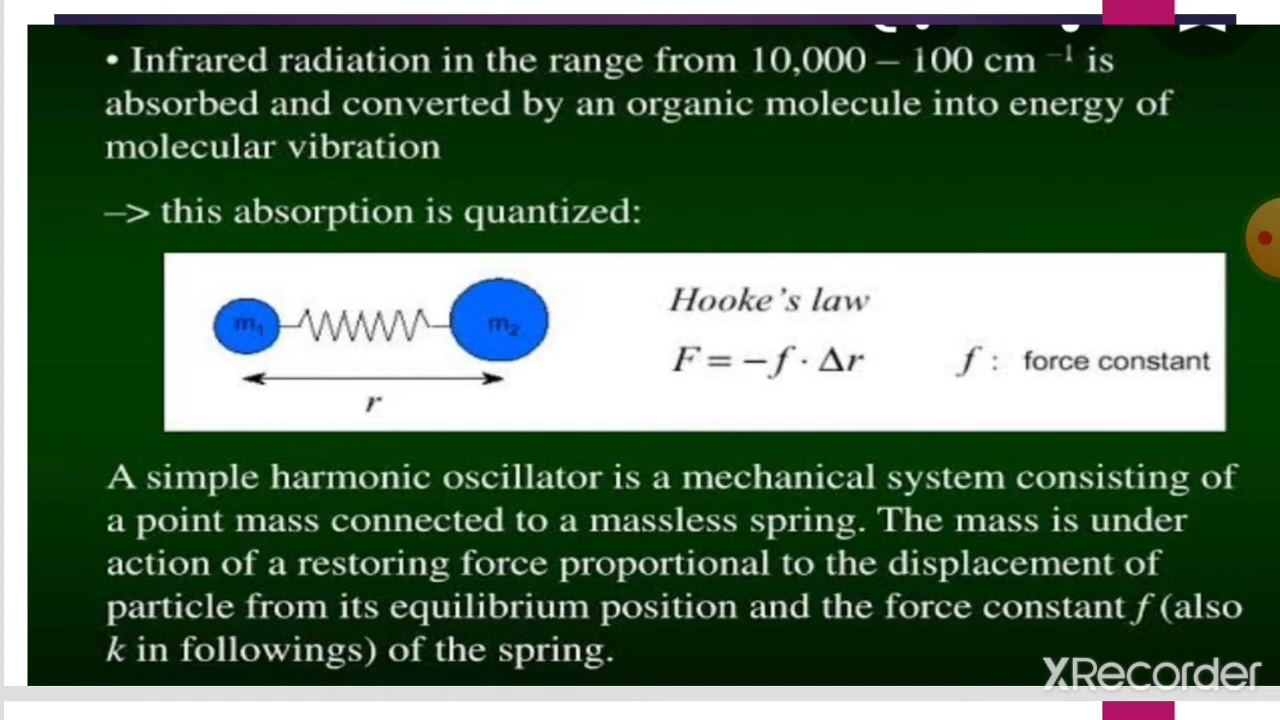 • Infrared radiation in the range from 10,000 – 100 cm ⁻¹ is
absorbed and converted by an organic molecule into energy of
molecular vibration
–> this absorption is quantized:
m₁ m₂
r
Hooke's law
F = −f · Δr f : force constant
A simple harmonic oscillator is a mechanical system consisting of
a point mass connected to a massless spring. The mass is under
action of a restoring force proportional to the displacement of
particle from its equilibrium position and the force constant f (also
k in followings) of the spring.
XRecorder